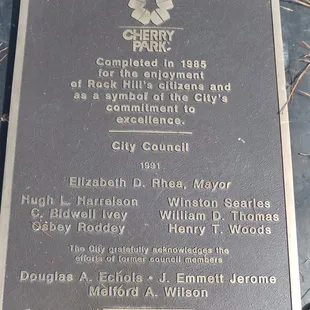 CHERRY
PARK
Completed in 1985
for the enjoyment
of Rock Hill's citizens and
as a symbol of the City's
commitment to
excellence.
City Council
1991
Elizabeth D. Rhea, Mayor
Hugh L. Harrelson Winston Searles
C. Bidwell Ivey William D. Thomas
Osbey Roddey Henry T. Woods
The City gratefully acknowledges the
efforts of former council members
Douglas A. Echols • J. Emmett Jerome
Melford A. Wilson